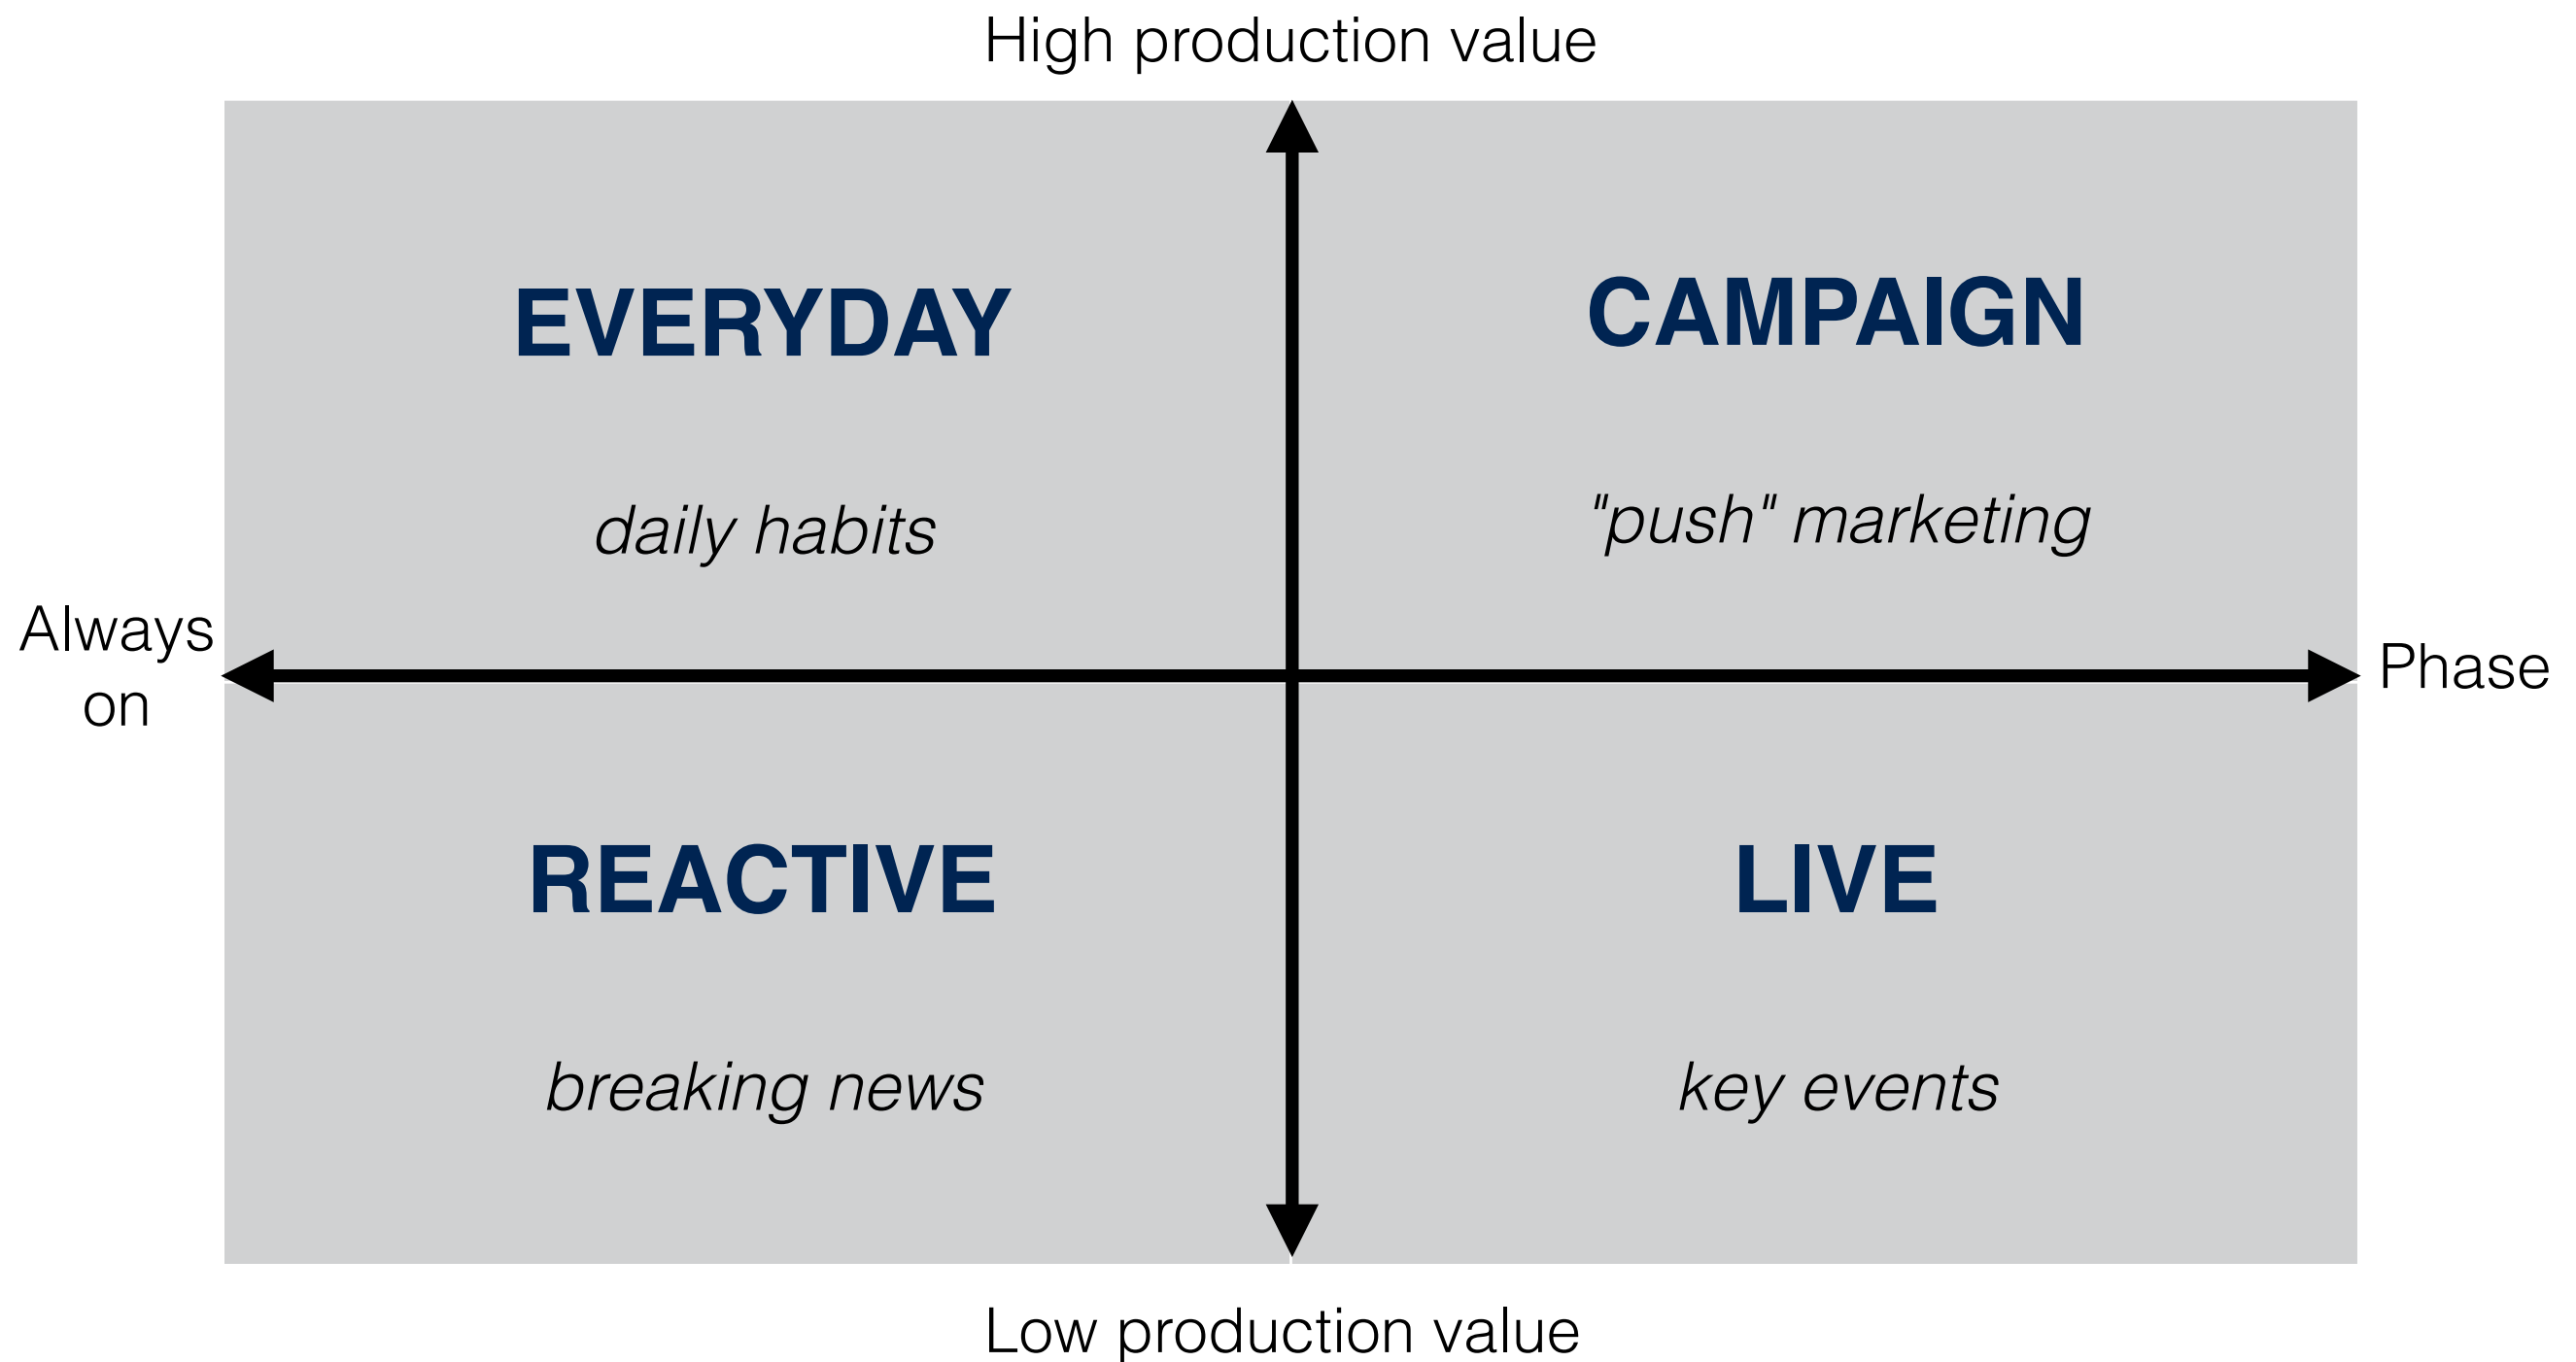 High production value
EVERYDAY
CAMPAIGN
daily habits
"push" marketing
Always
on
Phase
REACTIVE
LIVE
breaking news
key events
Low production value